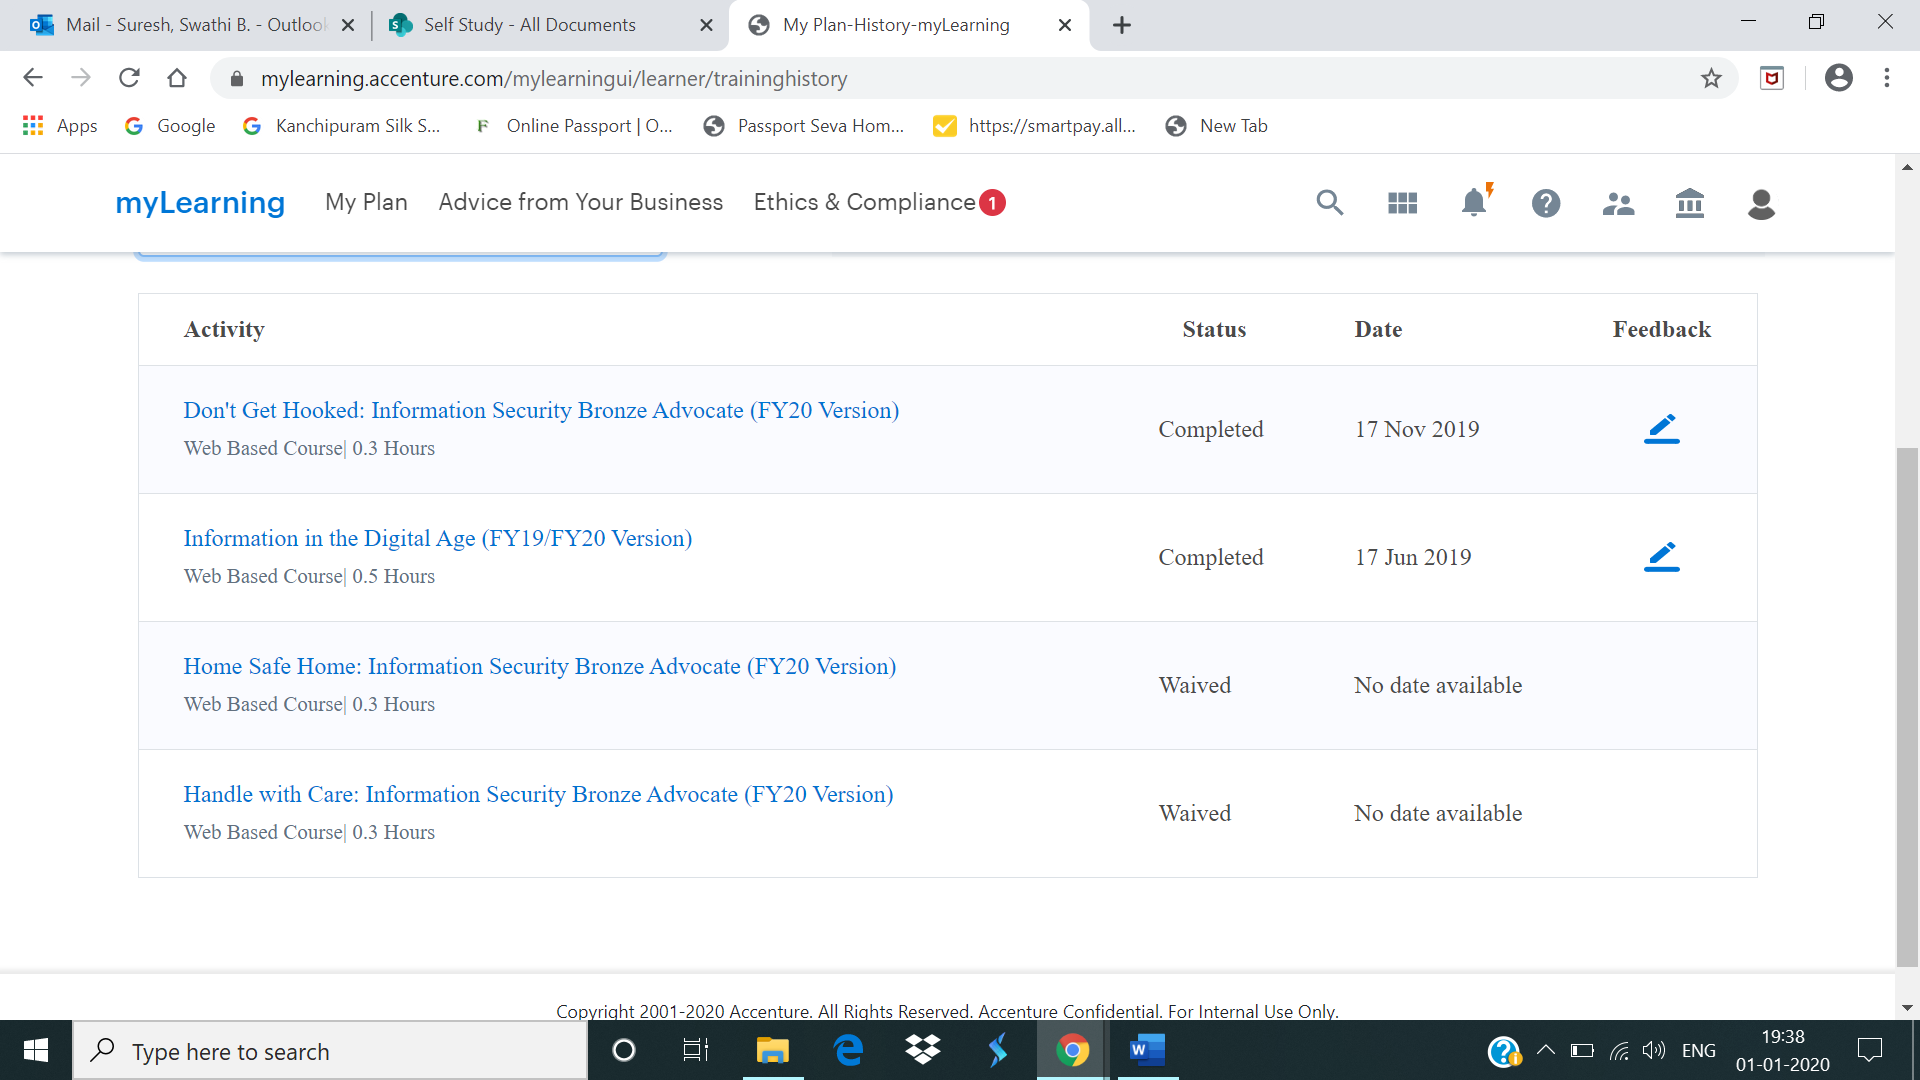 Mail - Suresh, Swathi B. - Outlook
Self Study - All Documents
My Plan-History-myLearning
mylearning.accenture.com/mylearningui/learner/traininghistory
Apps Google Kanchipuram Silk S... Online Passport | O... Passport Seva Hom... https://smartpay.all... New Tab
myLearning My Plan Advice from Your Business Ethics & Compliance 1
Activity Status Date Feedback
Don't Get Hooked: Information Security Bronze Advocate (FY20 Version)
Web Based Course| 0.3 Hours
Completed 17 Nov 2019
Information in the Digital Age (FY19/FY20 Version)
Web Based Course| 0.5 Hours
Completed 17 Jun 2019
Home Safe Home: Information Security Bronze Advocate (FY20 Version)
Web Based Course| 0.3 Hours
Waived No date available
Handle with Care: Information Security Bronze Advocate (FY20 Version)
Web Based Course| 0.3 Hours
Waived No date available
Copyright 2001-2020 Accenture. All Rights Reserved. Accenture Confidential. For Internal Use Only.
Type here to search
ENG
19:38
01-01-2020